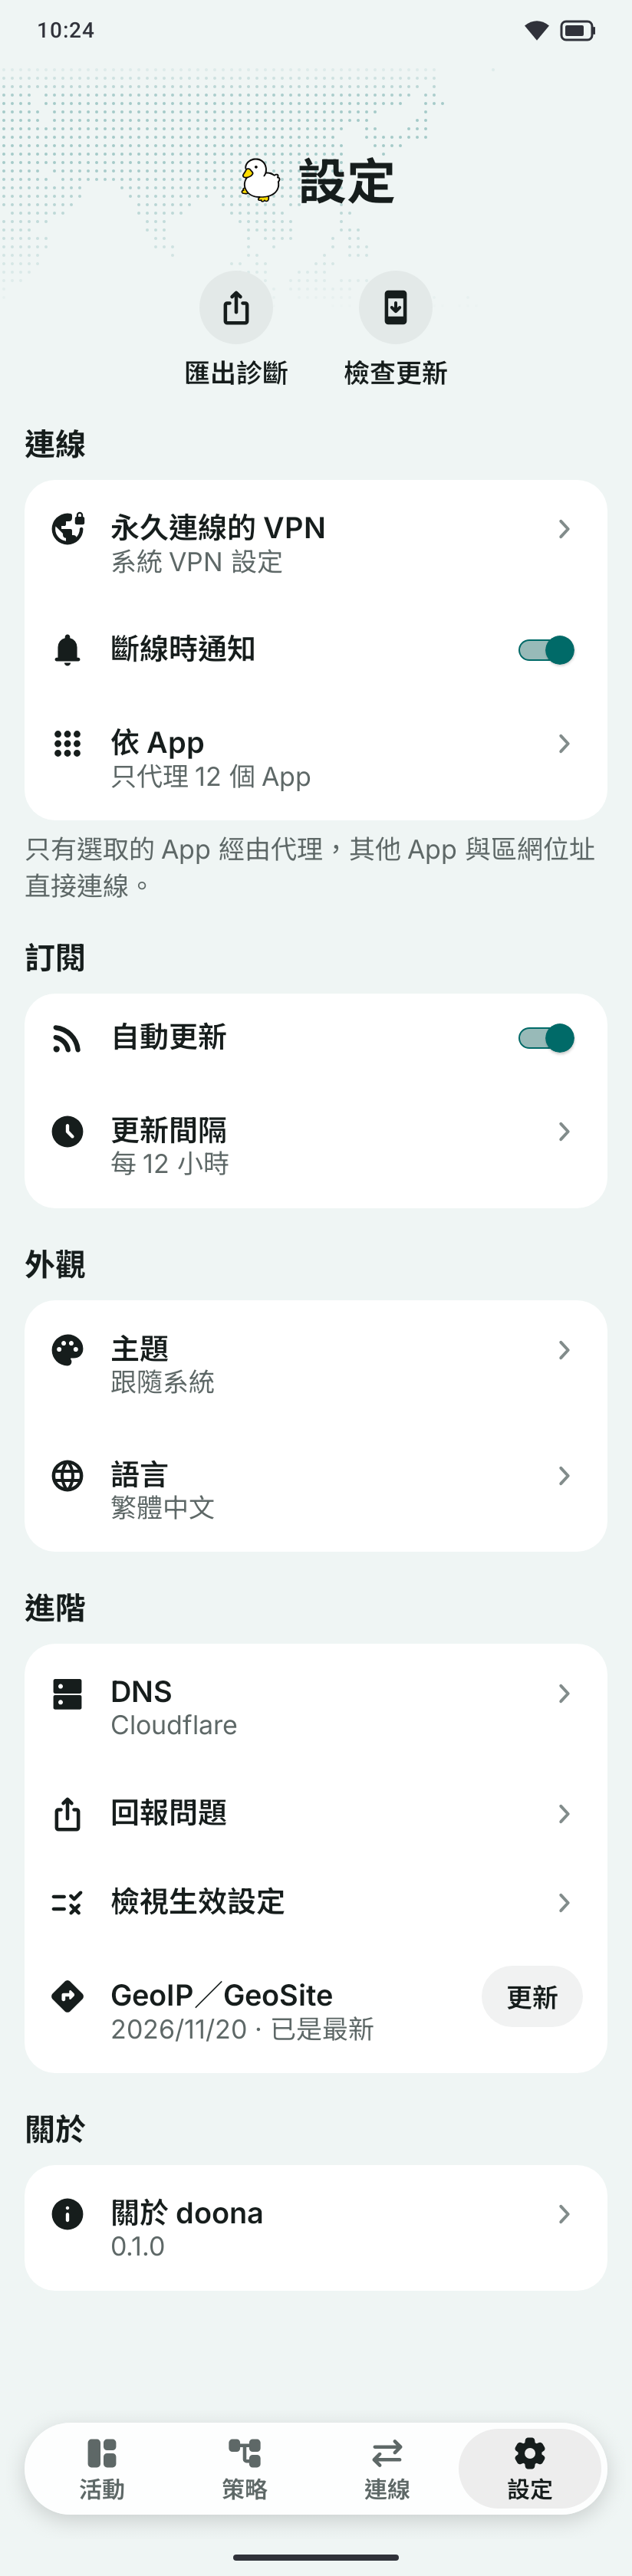 10:24
設定
匯出診斷
檢查更新
連線
永久連線的 VPN
系統 VPN 設定
斷線時通知
依 App
只代理 12 個 App
只有選取的 App 經由代理，其他 App 與區網位址
直接連線。
訂閱
自動更新
更新間隔
每 12 小時
外觀
主題
跟隨系統
語言
繁體中文
進階
DNS
Cloudflare
回報問題
檢視生效設定
GeoIP／GeoSite
更新
2026/11/20 · 已是最新
關於
關於 doona
0.1.0
活動
策略
連線
設定